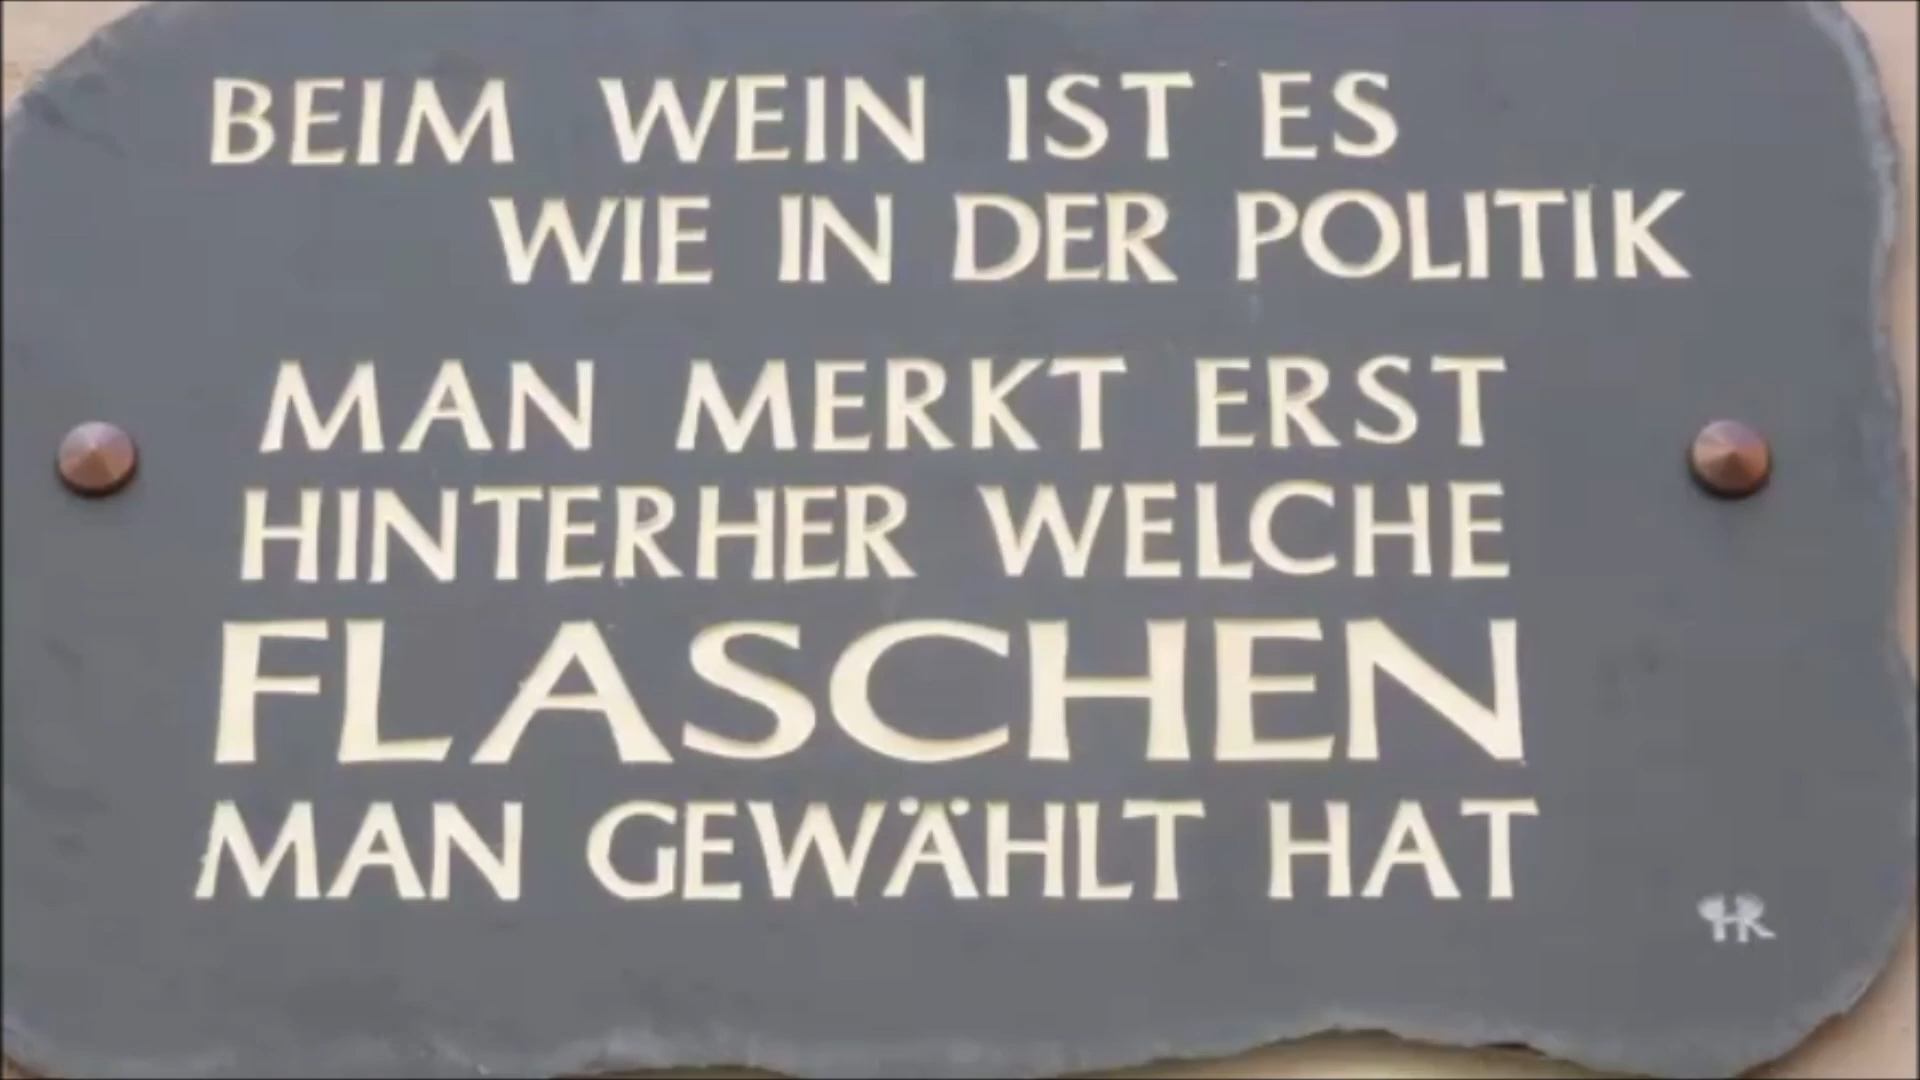 BEIM WEIN IST ES
WIE IN DER POLITIK
MAN MERKT ERST
HINTERHER WELCHE
FLASCHEN
MAN GEWÄHLT HAT